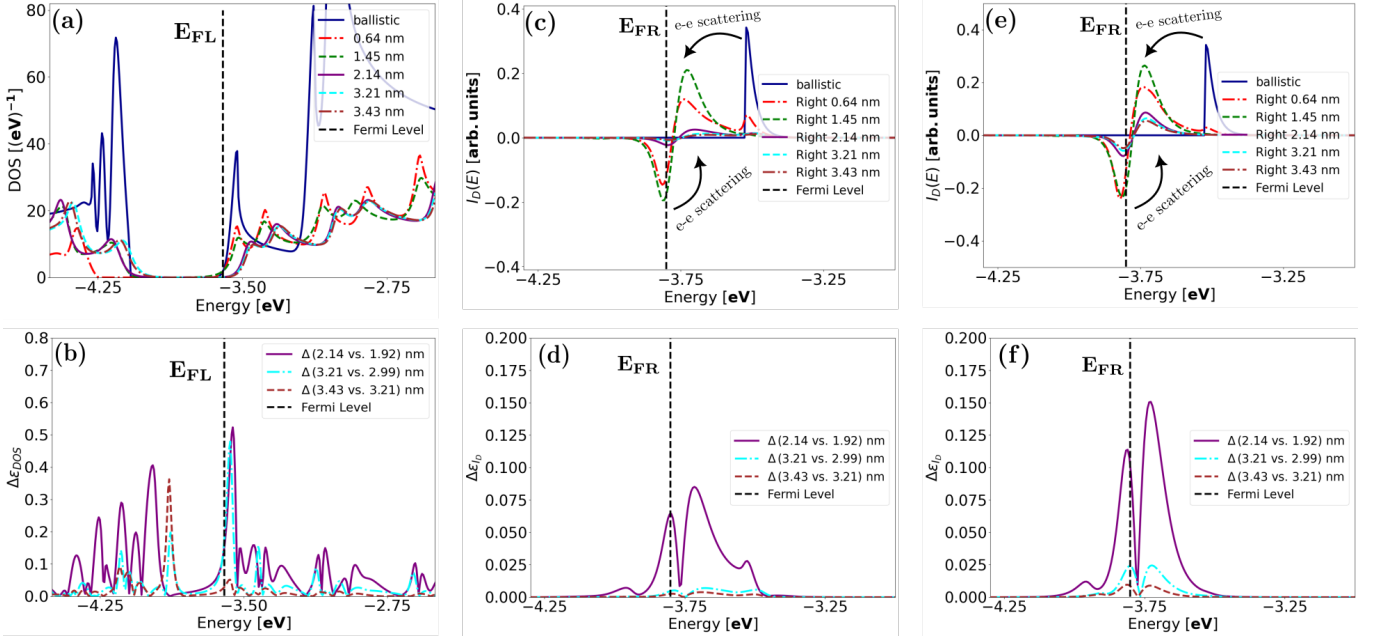 (a)
E_FL
ballistic
0.64 nm
1.45 nm
2.14 nm
3.21 nm
3.43 nm
Fermi Level
DOS [(eV)⁻¹
80
60
40
20
0
−4.25
−3.50
−2.75
Energy [eV]
(c)
E_FR
e-e scattering
ballistic
Right 0.64 nm
Right 1.45 nm
Right 2.14 nm
Right 3.21 nm
Right 3.43 nm
Fermi Level
e-e scattering
I_D(E) [arb. units]
0.4
0.2
0.0
−0.2
−0.4
−4.25
−3.75
−3.25
Energy [eV]
(e)
E_FR
e-e scattering
ballistic
Right 0.64 nm
Right 1.45 nm
Right 2.14 nm
Right 3.21 nm
Right 3.43 nm
Fermi Level
e-e scattering
I_D(E) [arb. units]
0.4
0.2
0.0
−0.2
−0.4
−4.25
−3.75
−3.25
Energy [eV]
(b)
E_FL
Δ (2.14 vs. 1.92) nm
Δ (3.21 vs. 2.99) nm
Δ (3.43 vs. 3.21) nm
Fermi Level
Δε_DOS
0.8
0.7
0.6
0.5
0.4
0.3
0.2
0.1
0.0
−4.25
−3.50
−2.75
Energy [eV]
(d)
E_FR
Δ (2.14 vs. 1.92) nm
Δ (3.21 vs. 2.99) nm
Δ (3.43 vs. 3.21) nm
Fermi Level
Δε_I_D
0.200
0.175
0.150
0.125
0.100
0.075
0.050
0.025
0.000
−4.25
−3.75
−3.25
Energy [eV]
(f)
E_FR
Δ (2.14 vs. 1.92) nm
Δ (3.21 vs. 2.99) nm
Δ (3.43 vs. 3.21) nm
Fermi Level
Δε_I_D
0.200
0.175
0.150
0.125
0.100
0.075
0.050
0.025
0.000
−4.25
−3.75
−3.25
Energy [eV]